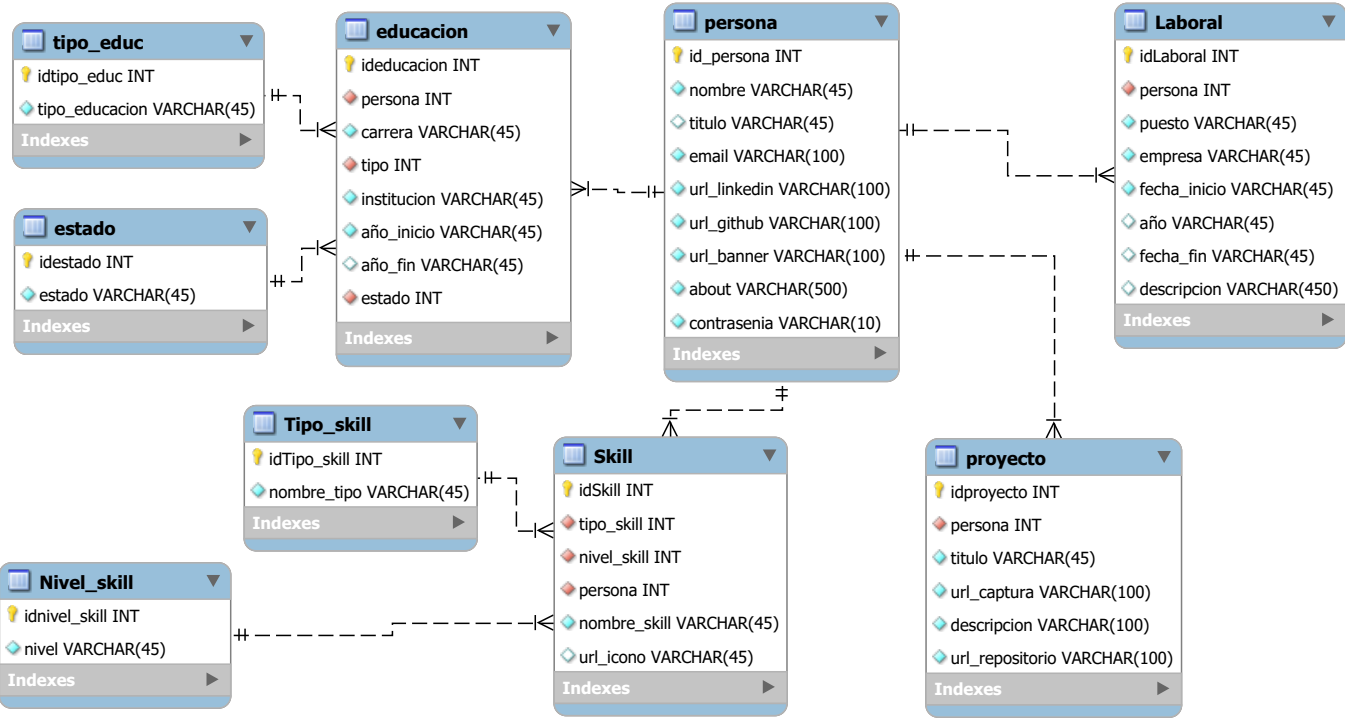 tipo_educ
idtipo_educ INT
tipo_educacion VARCHAR(45)
Indexes
estado
idestado INT
estado VARCHAR(45)
Indexes
educacion
ideducacion INT
persona INT
carrera VARCHAR(45)
tipo INT
institucion VARCHAR(45)
año_inicio VARCHAR(45)
año_fin VARCHAR(45)
estado INT
Indexes
persona
id_persona INT
nombre VARCHAR(45)
titulo VARCHAR(45)
email VARCHAR(100)
url_linkedin VARCHAR(100)
url_github VARCHAR(100)
url_banner VARCHAR(100)
about VARCHAR(500)
contrasenia VARCHAR(10)
Indexes
Laboral
idLaboral INT
persona INT
puesto VARCHAR(45)
empresa VARCHAR(45)
fecha_inicio VARCHAR(45)
año VARCHAR(45)
fecha_fin VARCHAR(45)
descripcion VARCHAR(450)
Indexes
Tipo_skill
idTipo_skill INT
nombre_tipo VARCHAR(45)
Indexes
Nivel_skill
idnivel_skill INT
nivel VARCHAR(45)
Indexes
Skill
idSkill INT
tipo_skill INT
nivel_skill INT
persona INT
nombre_skill VARCHAR(45)
url_icono VARCHAR(45)
Indexes
proyecto
idproyecto INT
persona INT
titulo VARCHAR(45)
url_captura VARCHAR(100)
descripcion VARCHAR(100)
url_repositorio VARCHAR(100)
Indexes